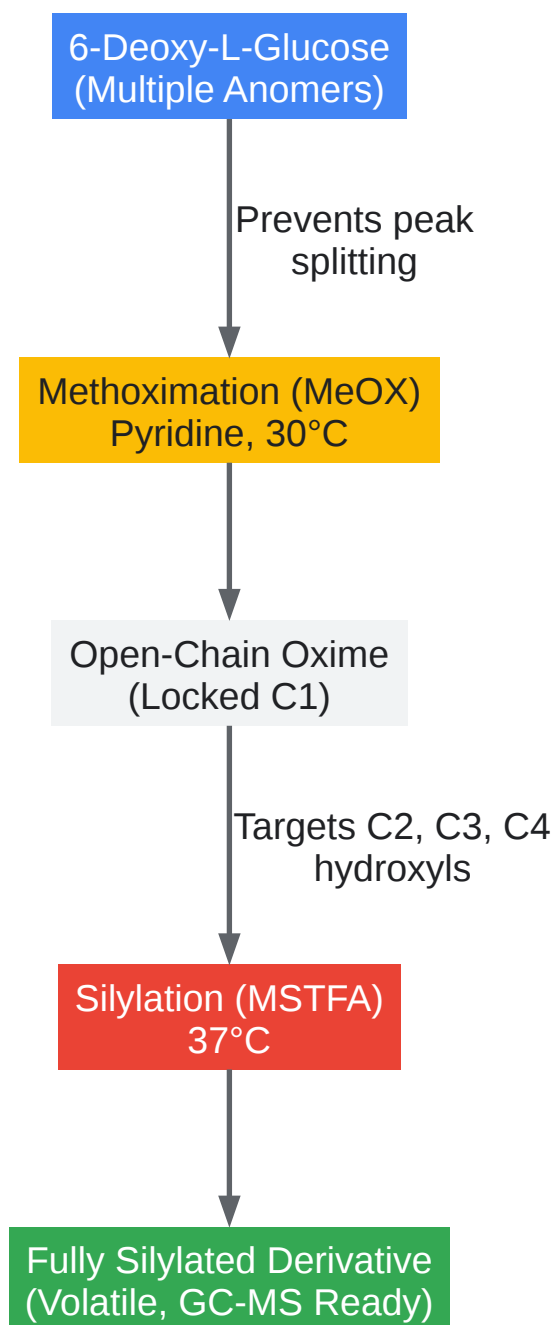 6-Deoxy-L-Glucose
(Multiple Anomers)
Prevents peak
splitting
Methoximation (MeOX)
Pyridine, 30°C
Open-Chain Oxime
(Locked C1)
Targets C2, C3, C4
hydroxyls
Silylation (MSTFA)
37°C
Fully Silylated Derivative
(Volatile, GC-MS Ready)